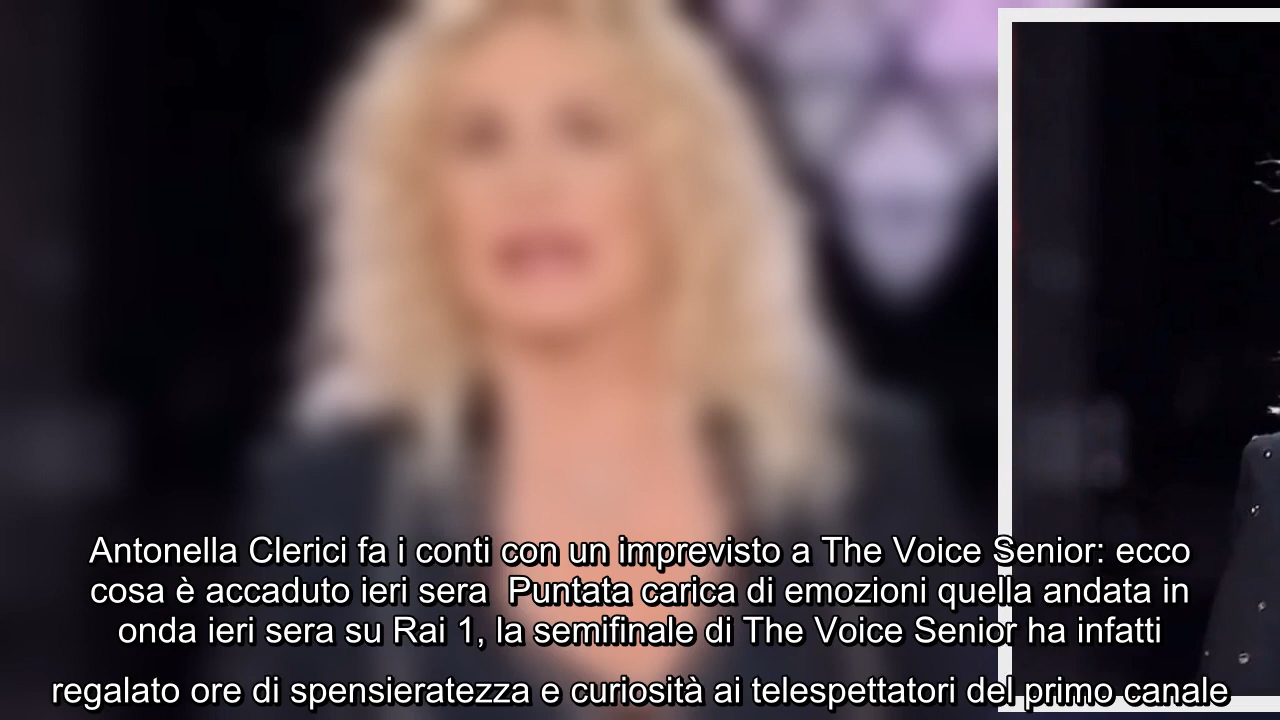 Antonella Clerici fa i conti con un imprevisto a The Voice Senior: ecco
cosa è accaduto ieri sera  Puntata carica di emozioni quella andata in
onda ieri sera su Rai 1, la semifinale di The Voice Senior ha infatti
regalato ore di spensieratezza e curiosità ai telespettatori del primo canale